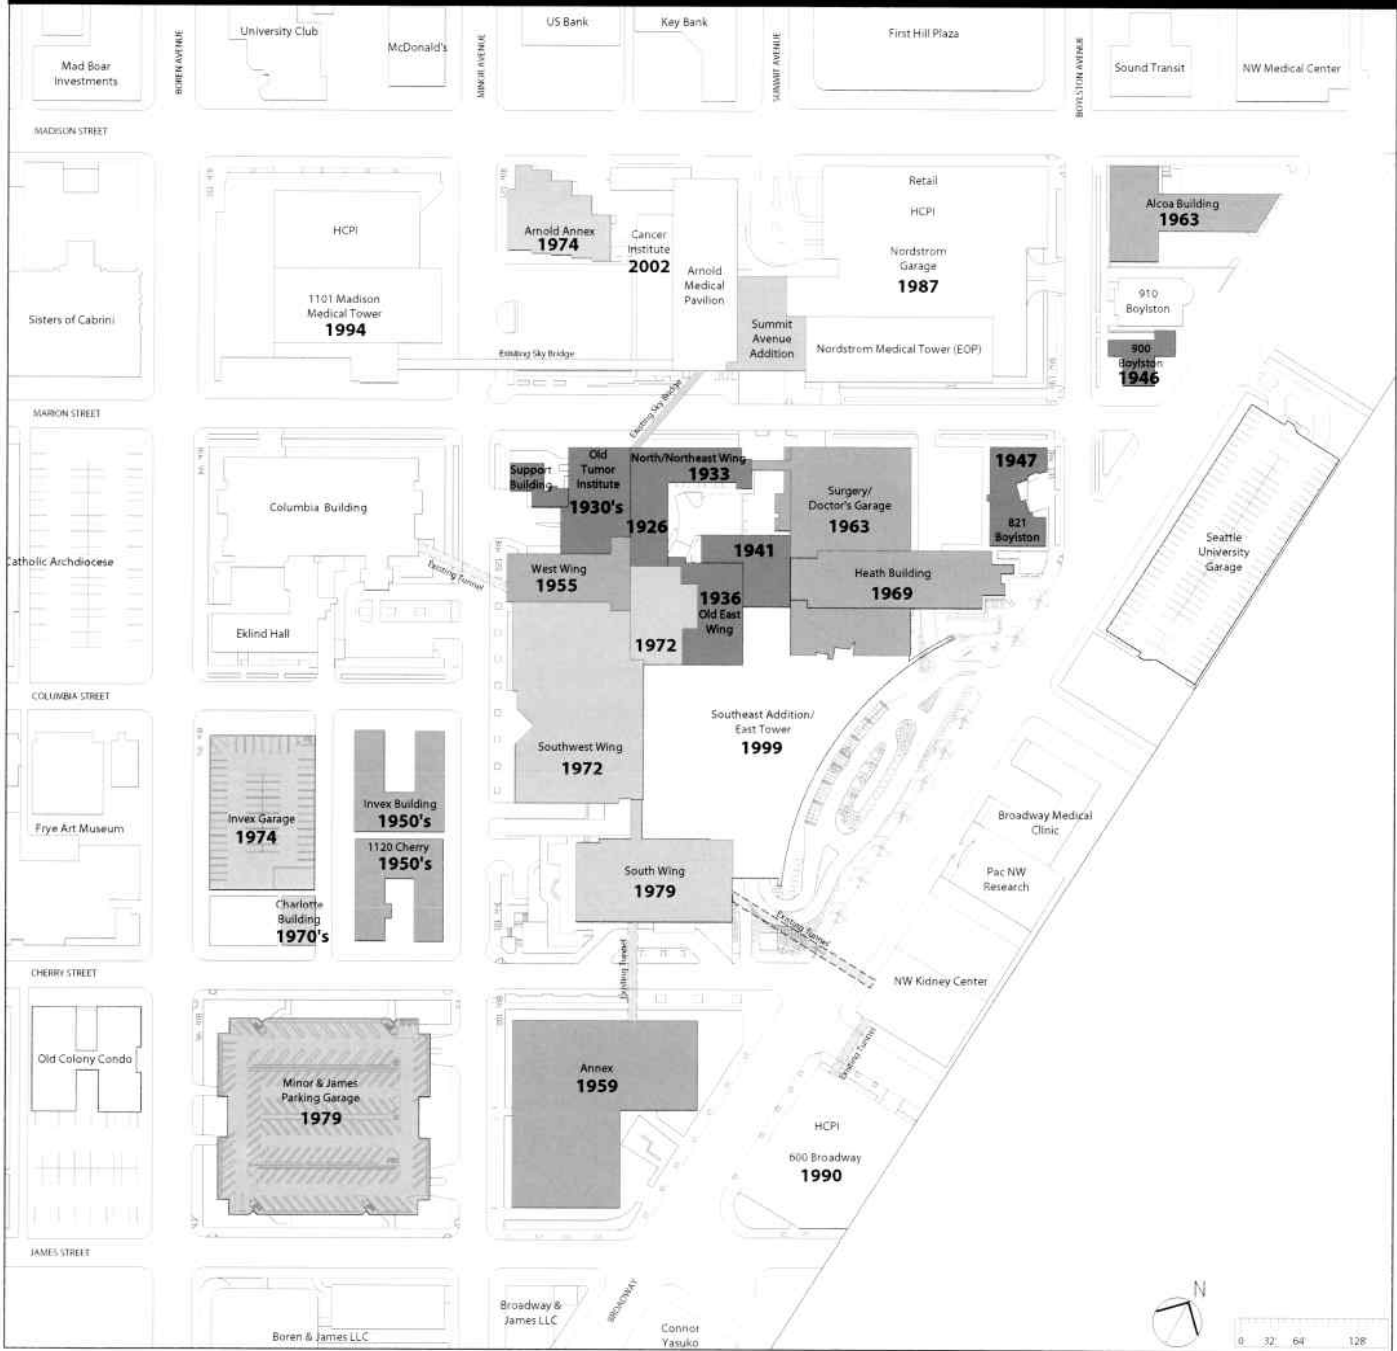 US Bank
Key Bank
University Club
McDonald's
First Hill Plaza
Mad Boar
Investments
Sound Transit
NW Medical Center
BOREN AVENUE
MINOR AVENUE
SUMMIT AVENUE
BOYLSTON AVENUE
MADISON STREET
HCPI
1101 Madison
Medical Tower
1994
Sisters of Cabrini
Arnold Annex
1974
Cancer
Institute
2002
Arnold
Medical
Pavilion
Summit
Avenue
Addition
Retail
HCPI
Nordstrom
Garage
1987
Nordstrom Medical Tower (EOP)
Alcoa Building
1963
910
Boylston
900
Boylston
1946
Existing Sky Bridge
MARION STREET
Existing Sky Bridge
Support
Building
Old
Tumor
Institute
1930's
North/Northeast Wing
1933
1926
1941
Surgery/
Doctor's Garage
1963
1947
821
Boylston
Seattle
University
Garage
Columbia Building
Catholic Archdiocese
Existing Tunnel
West Wing
1955
1936
Old East
Wing
1972
Heath Building
1969
Eklind Hall
COLUMBIA STREET
Southeast Addition/
East Tower
1999
Southwest Wing
1972
Frye Art Museum
Invex Garage
1974
Invex Building
1950's
1120 Cherry
1950's
Charlotte
Building
1970's
South Wing
1979
Broadway Medical
Clinic
Pac NW
Research
Existing Tunnel
Existing Tunnel
NW Kidney Center
CHERRY STREET
Old Colony Condo
Minor & James
Parking Garage
1979
Annex
1959
Existing Tunnel
HCPI
600 Broadway
1990
JAMES STREET
Boren & James LLC
Broadway &
James LLC
BROADWAY
Connor
Yasuko
N
0 32' 64' 128'